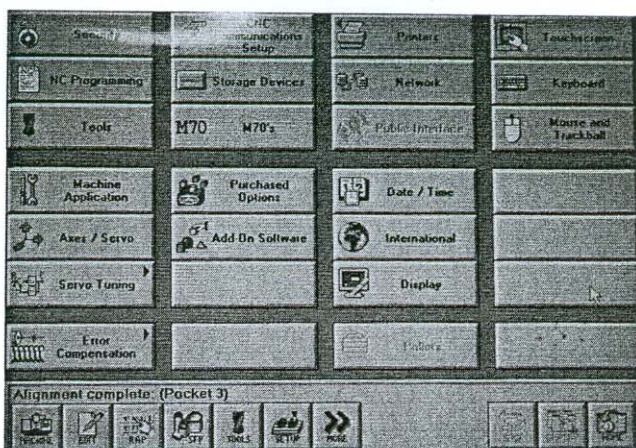 Security
CNC
Communications
Setup
Printers
Touchscreen
NC Programming
Storage Devices
Network
Keyboard
Tools
M70 M70's
Public Interface
Mouse and
Trackball
Machine
Application
Purchased
Options
Date / Time
Axes / Servo
Add On Software
International
Servo Tuning
Display
Error
Compensation
Pallets
Alignment complete: (Pocket 3)
MACHINE
EDIT
RAP
STP
TOOLS
SETUP
MORE